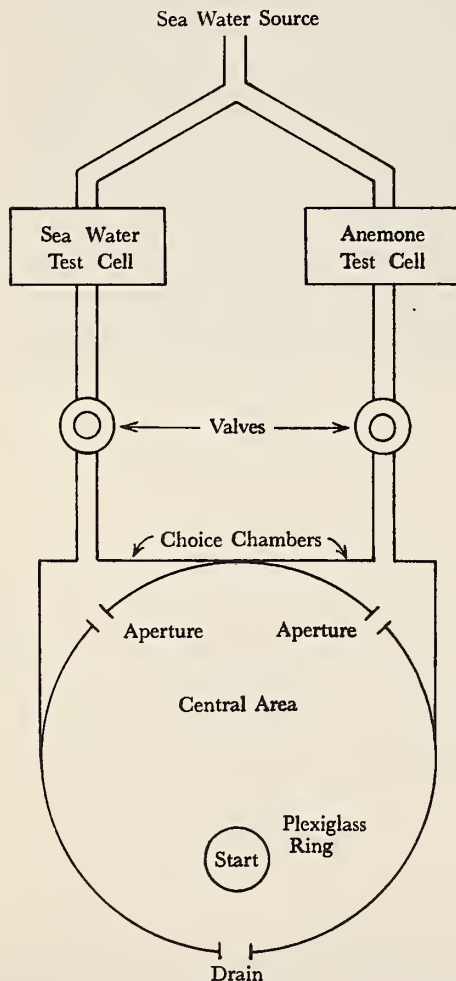 Sea Water Source
Sea Water
Test Cell
Anemone
Test Cell
Valves
Choice Chambers
Aperture
Aperture
Central Area
Plexiglass
Ring
Start
Drain